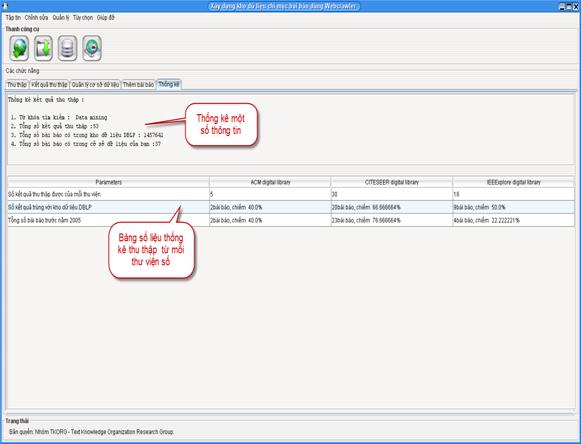 Xây dựng kho dữ liệu chỉ mục bài báo dùng Webcrawler
Tập tin Chỉnh sửa Quản lý Tùy chọn Giúp đỡ
Thanh công cụ
Các chức năng
Thu thập Kết quả thu thập Quản lý cơ sở dữ liệu Thêm bài báo Thống kê
Thống kê kết quả thu thập :
1. Từ khóa tìm kiếm : Data mining
2. Tổng số kết quả thu thập :53
3. Tổng số bài báo có trong kho dữ liệu DBLP : 1457642
4. Tổng số bài báo có trong cở sở dữ liệu của bạn :37
Thống kê một
số thông tin
Parameters ACM digital library CITESEER digital library IEEExplore digital library
Số kết quả thu thập được của mỗi thư viện 5 30 18
Số kết quả trùng với kho dữ liệu DBLP 2bài báo, chiếm 40.0% 20bài báo, chiếm 66.666664% 9bài báo, chiếm 50.0%
Tổng số bài báo trước năm 2005 2bài báo, chiếm 40.0% 23bài báo, chiếm 76.666664% 4bài báo, chiếm 22.222221%
Bảng số liệu thống
kê thu thập từ mỗi
thư viện số
Trạng thái
Bản quyền: Nhóm TKORG - Text Knowledge Organization Research Group.